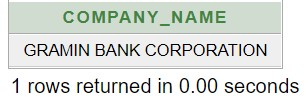 COMPANY_NAME
GRAMIN BANK CORPORATION
1 rows returned in 0.00 seconds